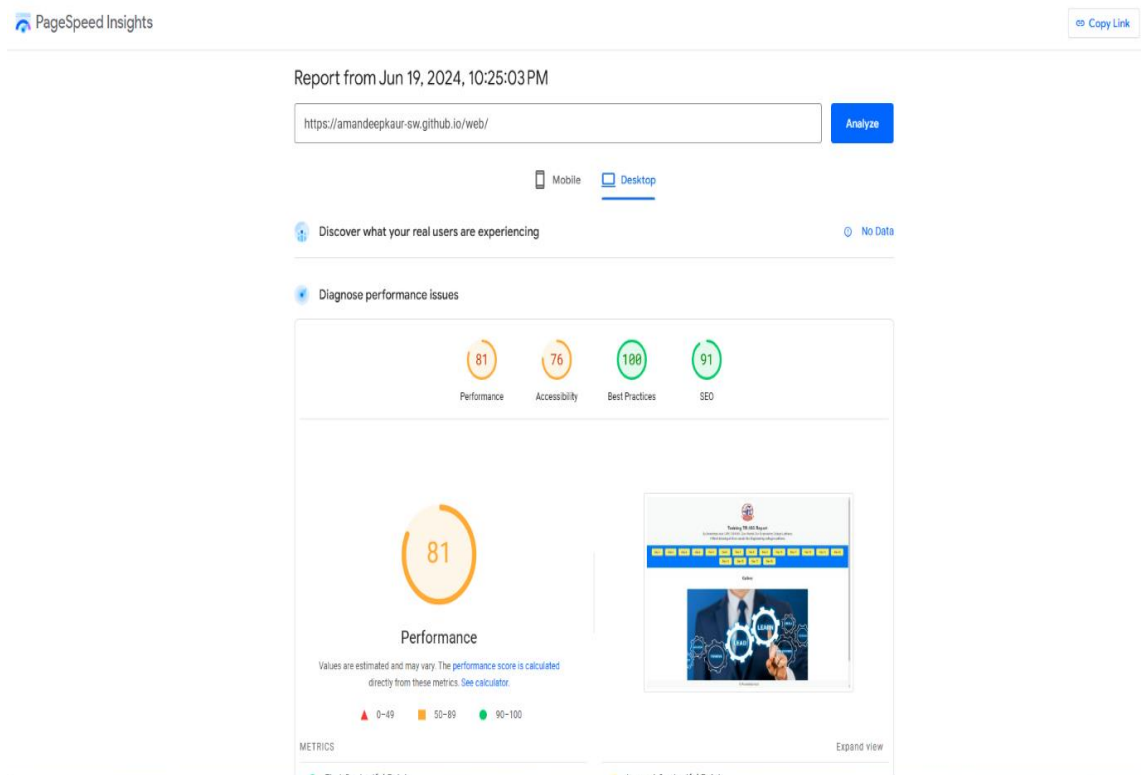 PageSpeed Insights
Copy Link
Report from Jun 19, 2024, 10:25:03 PM
https://amandeepkaur-sw.github.io/web/
Analyze
Mobile
Desktop
Discover what your real users are experiencing
No Data
Diagnose performance issues
81
76
100
91
Performance
Accessibility
Best Practices
SEO
81
Performance
Values are estimated and may vary. The performance score is calculated
directly from these metrics. See calculator.
0–49
50–89
90–100
LEARN
LEAD
METRICS
Expand view